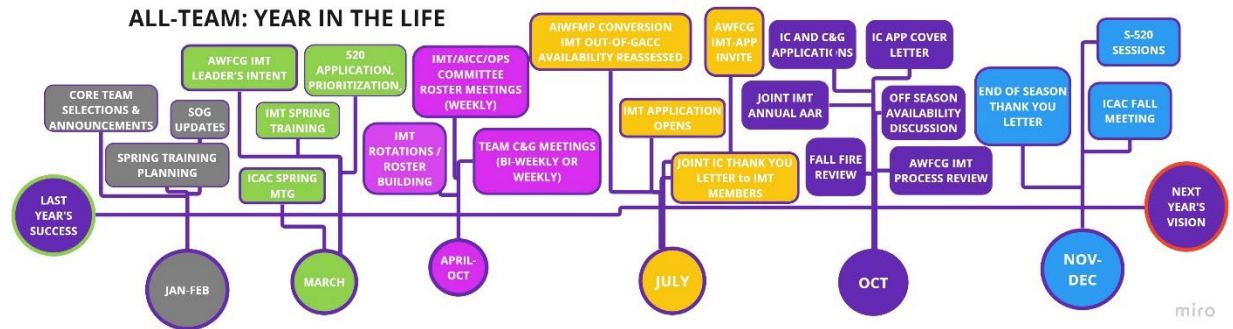 ALL-TEAM: YEAR IN THE LIFE
LAST
YEAR'S
SUCCESS
CORE TEAM
SELECTIONS &
ANNOUNCEMENTS
SOG
UPDATES
SPRING TRAINING
PLANNING
JAN-FEB
AWFCG IMT
LEADER'S INTENT
520
APPLICATION,
PRIORITIZATION,
IMT SPRING
TRAINING
ICAC SPRING
MTG
MARCH
IMT/AICC/OPS
COMMITTEE
ROSTER MEETINGS
(WEEKLY)
IMT
ROTATIONS /
ROSTER
BUILDING
TEAM C&G MEETINGS
(BI-WEEKLY OR
WEEKLY)
APRIL-
OCT
AIWFMP CONVERSION
IMT OUT-OF-GACC
AVAILABILITY REASSESSED
AWFCG
IMT-APP
INVITE
IMT APPLICATION
OPENS
JOINT IC THANK YOU
LETTER to IMT
MEMBERS
JULY
IC AND C&G
APPLICATIONS
IC APP COVER
LETTER
JOINT IMT
ANNUAL AAR
OFF SEASON
AVAILABILITY
DISCUSSION
FALL FIRE
REVIEW
AWFCG IMT
PROCESS REVIEW
OCT
END OF SEASON
THANK YOU
LETTER
S-520
SESSIONS
ICAC FALL
MEETING
NOV-
DEC
NEXT
YEAR'S
VISION
miro